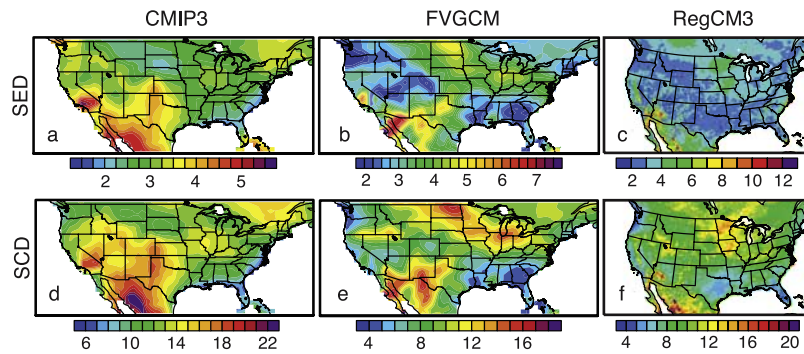 CMIP3 FVGCM RegCM3
SED
a b c
2 3 4 5 2 3 4 5 6 7 2 4 6 8 10 12
SCD
d e f
6 10 14 18 22 4 8 12 16 4 8 12 16 20